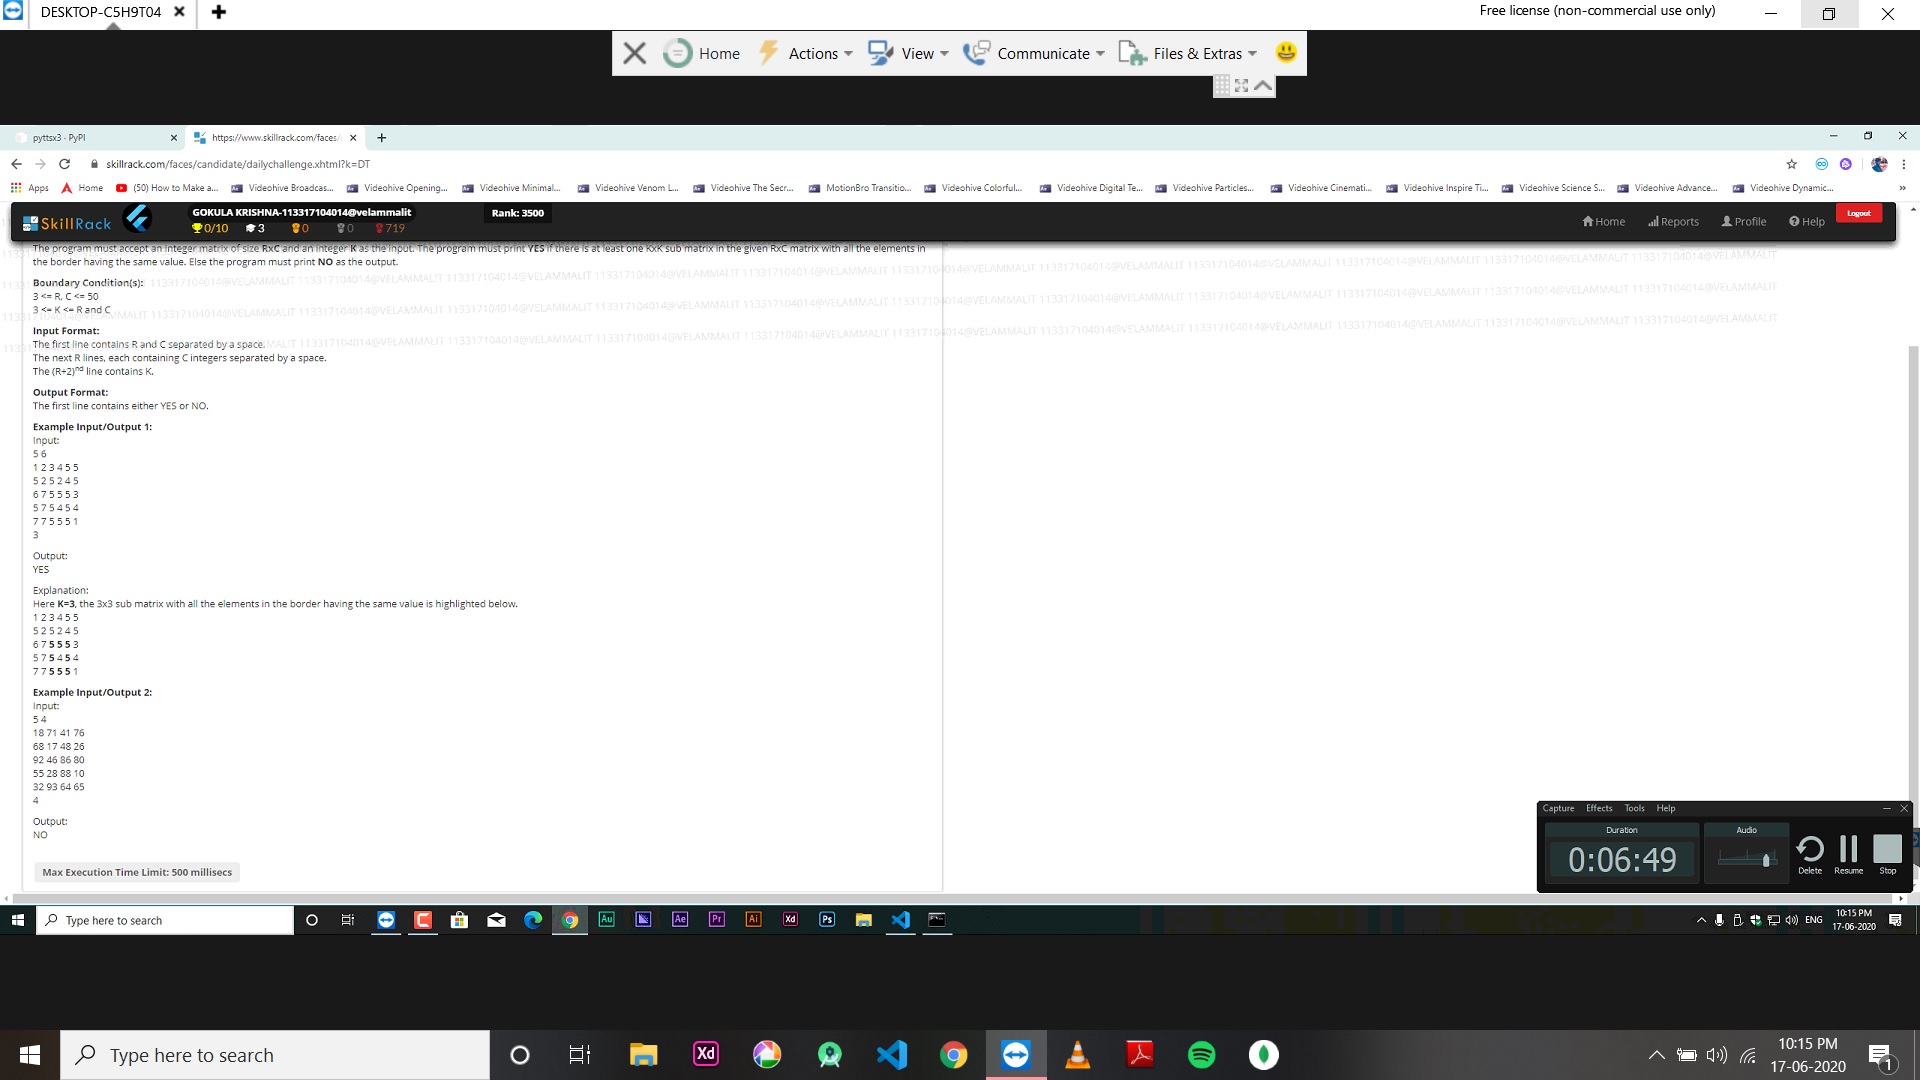 DESKTOP-C5H9T04
Free license (non-commercial use only)
Home Actions View Communicate Files & Extras
pyttsx3 · PyPI https://www.skillrack.com/faces/
skillrack.com/faces/candidate/dailychallenge.xhtml?k=DT
Apps Home (50) How to Make a... Videohive Broadcas... Videohive Opening... Videohive Minimal... Videohive Venom L... Videohive The Secr... MotionBro Transitio... Videohive Colorful... Videohive Digital Te... Videohive Particles... Videohive Cinemati... Videohive Inspire Ti... Videohive Science S... Videohive Advance... Videohive Dynamic... »
SkillRack
GOKULA KRISHNA-113317104014@velammalit
Rank: 3500
0/10 3 0 0 719
Home Reports Profile Help Logout
The program must accept an integer matrix of size RxC and an integer K as the input. The program must print YES if there is at least one KxK sub matrix in the given RxC matrix with all the elements in
the border having the same value. Else the program must print NO as the output.
Boundary Condition(s):
3 <= R, C <= 50
3 <= K <= R and C
Input Format:
The first line contains R and C separated by a space.
The next R lines, each containing C integers separated by a space.
The (R+2)nd line contains K.
Output Format:
The first line contains either YES or NO.
Example Input/Output 1:
Input:
5 6
1 2 3 4 5 5
5 2 5 2 4 5
6 7 5 5 5 3
5 7 5 4 5 4
7 7 5 5 5 1
3
Output:
YES
Explanation:
Here K=3, the 3x3 sub matrix with all the elements in the border having the same value is highlighted below.
1 2 3 4 5 5
5 2 5 2 4 5
6 7 5 5 5 3
5 7 5 4 5 4
7 7 5 5 5 1
Example Input/Output 2:
Input:
5 4
18 71 41 76
68 17 48 26
92 46 86 80
55 28 88 10
32 93 64 65
4
Output:
NO
Max Execution Time Limit: 500 millisecs
Capture Effects Tools Help
Duration Audio
0:06:49
Delete Resume Stop
Type here to search
Au Ae Pr Ai Xd Ps
ENG
10:15 PM
17-06-2020
Type here to search
Xd
10:15 PM
17-06-2020
1